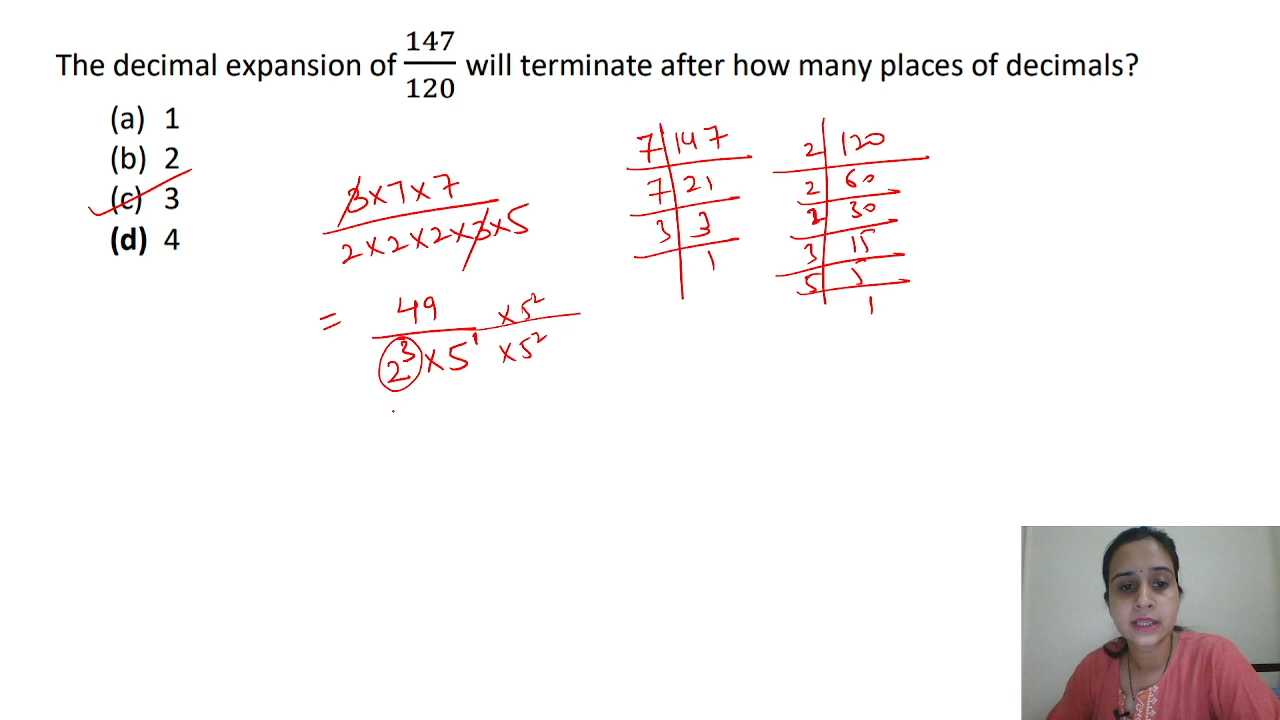 The decimal expansion of 147/120 will terminate after how many places of decimals?
(a) 1
(b) 2
(c) 3
(d) 4
3×7×7
2×2×2×3×5
= 49 ×5²
2³×5¹ ×5²
7 147
7 21
3 3
1
2 120
2 60
2 30
3 15
5 5
1